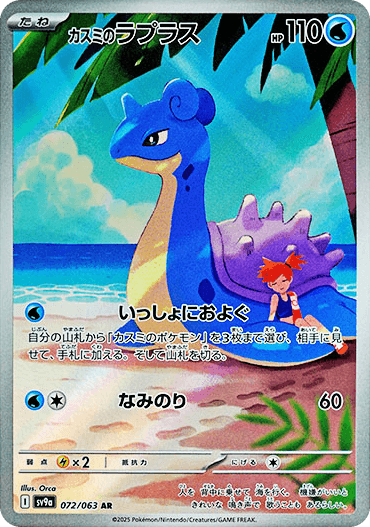 たね カスミのラプラス HP 110
いっしょにおよぐ
自分の山札から「カスミのポケモン」を3枚まで選び、相手に見
せて、手札に加える。そして山札を切る。
なみのり 60
弱点 ×2 抵抗力 にげる
Illus. Orca
人を 背中に乗せて 海を行く。 機嫌がいいと
きれいな 鳴き声で 歌うことも あるらしい。
I sv9a 072/063 AR
©2025 Pokémon/Nintendo/Creatures/GAME FREAK.